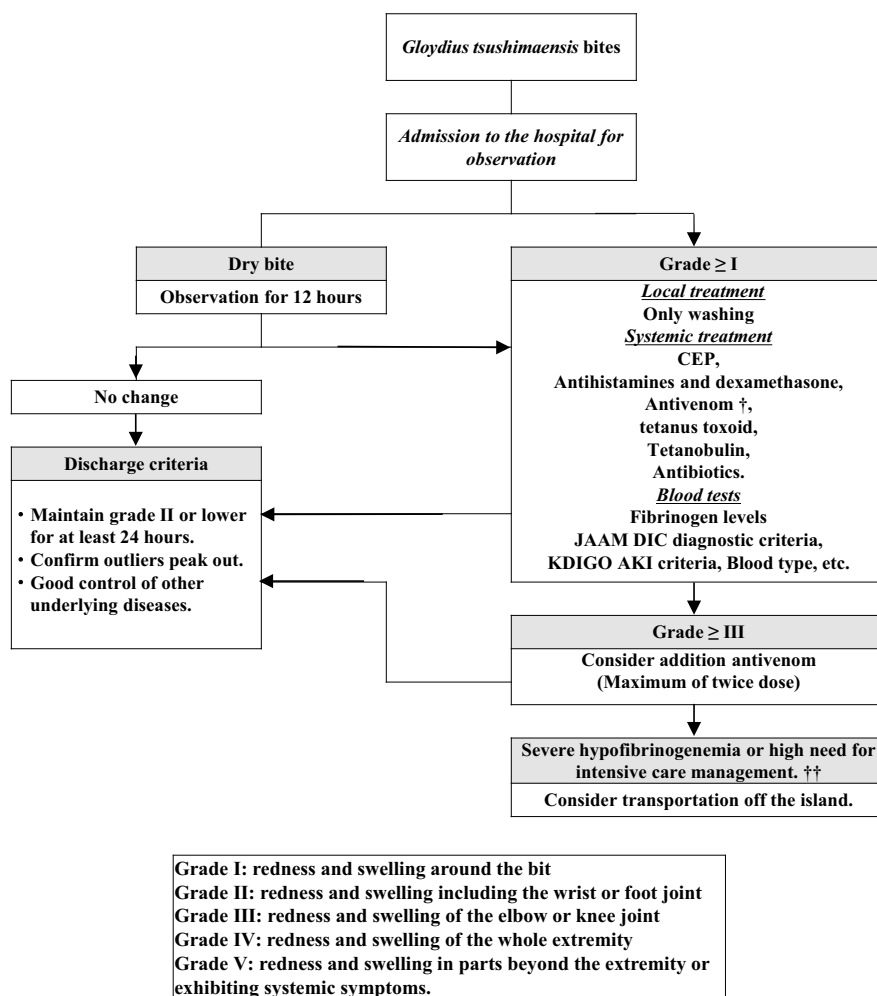 Gloydius tsushimaensis bites
Admission to the hospital for
observation
Dry bite
Observation for 12 hours
Grade ≥ I
Local treatment
Only washing
Systemic treatment
CEP,
Antihistamines and dexamethasone,
Antivenom †,
tetanus toxoid,
Tetanobulin,
Antibiotics.
Blood tests
Fibrinogen levels
JAAM DIC diagnostic criteria,
KDIGO AKI criteria, Blood type, etc.
No change
Discharge criteria
・Maintain grade II or lower
for at least 24 hours.
・Confirm outliers peak out.
・Good control of other
underlying diseases.
Grade ≥ III
Consider addition antivenom
(Maximum of twice dose)
Severe hypofibrinogenemia or high need for
intensive care management. ††
Consider transportation off the island.
Grade I: redness and swelling around the bit
Grade II: redness and swelling including the wrist or foot joint
Grade III: redness and swelling of the elbow or knee joint
Grade IV: redness and swelling of the whole extremity
Grade V: redness and swelling in parts beyond the extremity or
exhibiting systemic symptoms.